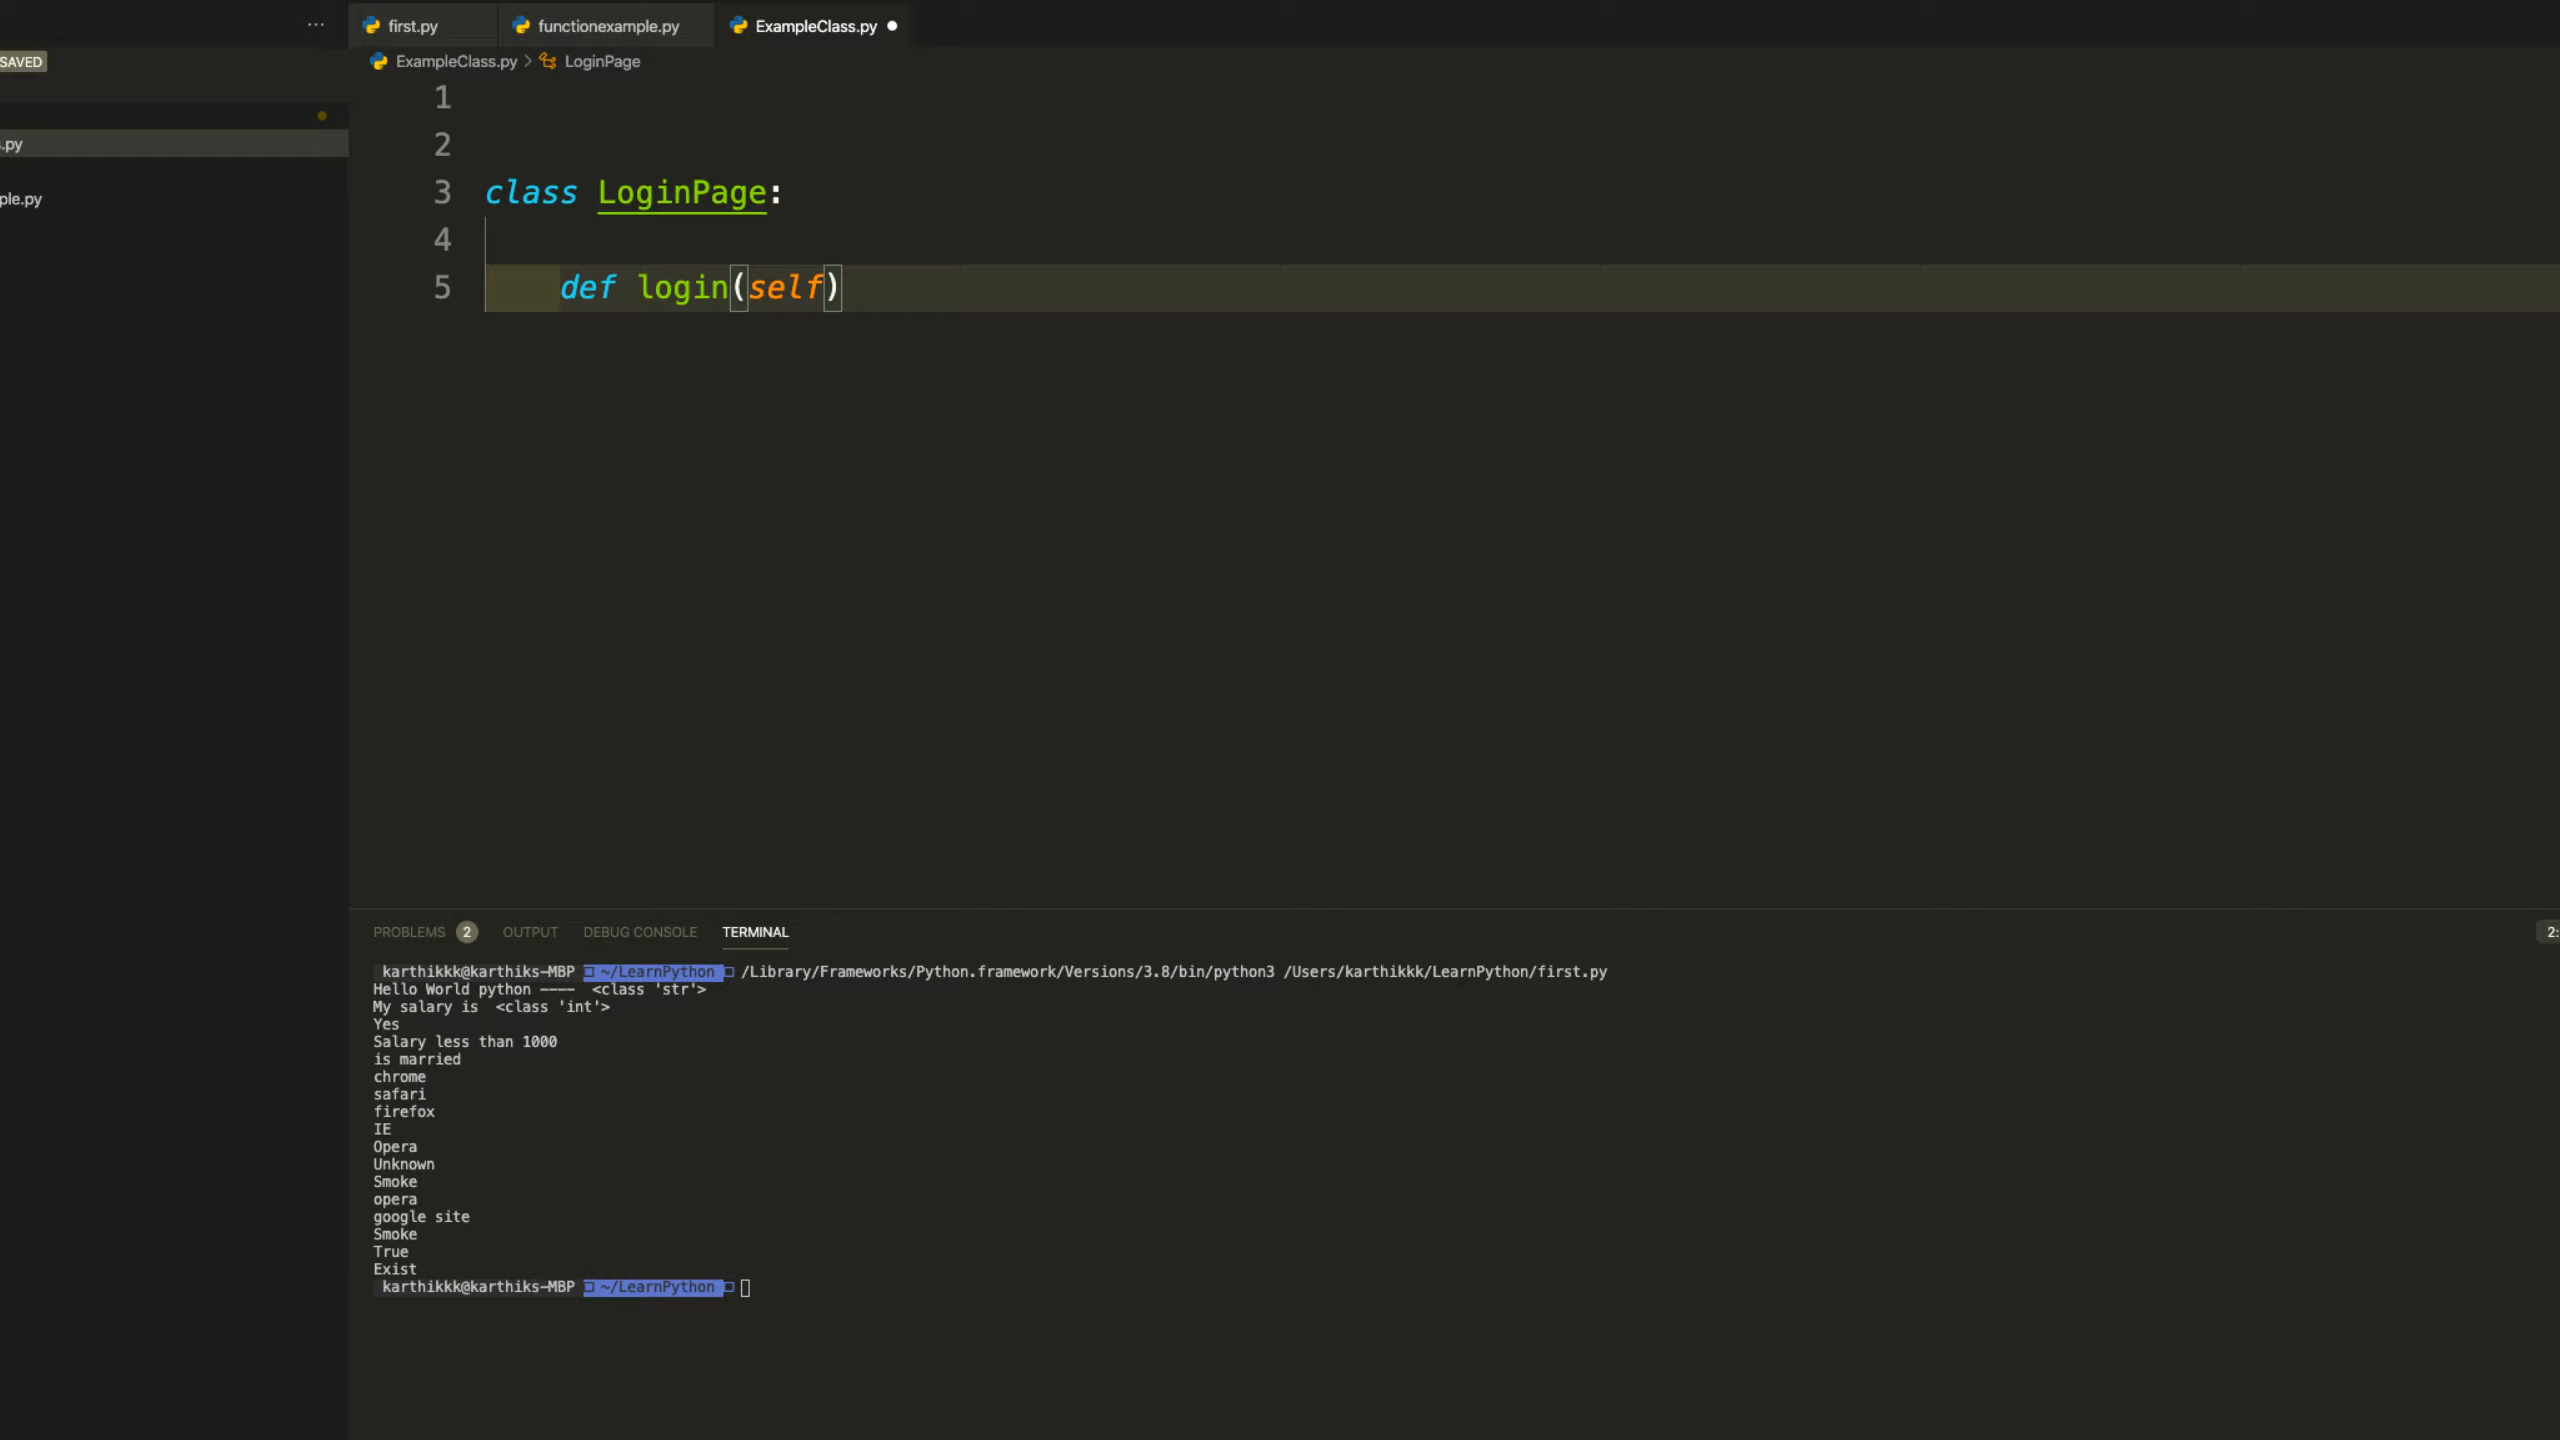 first.py functionexample.py ExampleClass.py
SAVED
ExampleClass.py > LoginPage
.py
ple.py
1
2
3 class LoginPage:
4
5 def login(self)
PROBLEMS 2 OUTPUT DEBUG CONSOLE TERMINAL 2:
karthikkk@karthiks-MBP ~/LearnPython /Library/Frameworks/Python.framework/Versions/3.8/bin/python3 /Users/karthikkk/LearnPython/first.py
Hello World python ---- <class 'str'>
My salary is <class 'int'>
Yes
Salary less than 1000
is married
chrome
safari
firefox
IE
Opera
Unknown
Smoke
opera
google site
Smoke
True
Exist
karthikkk@karthiks-MBP ~/LearnPython